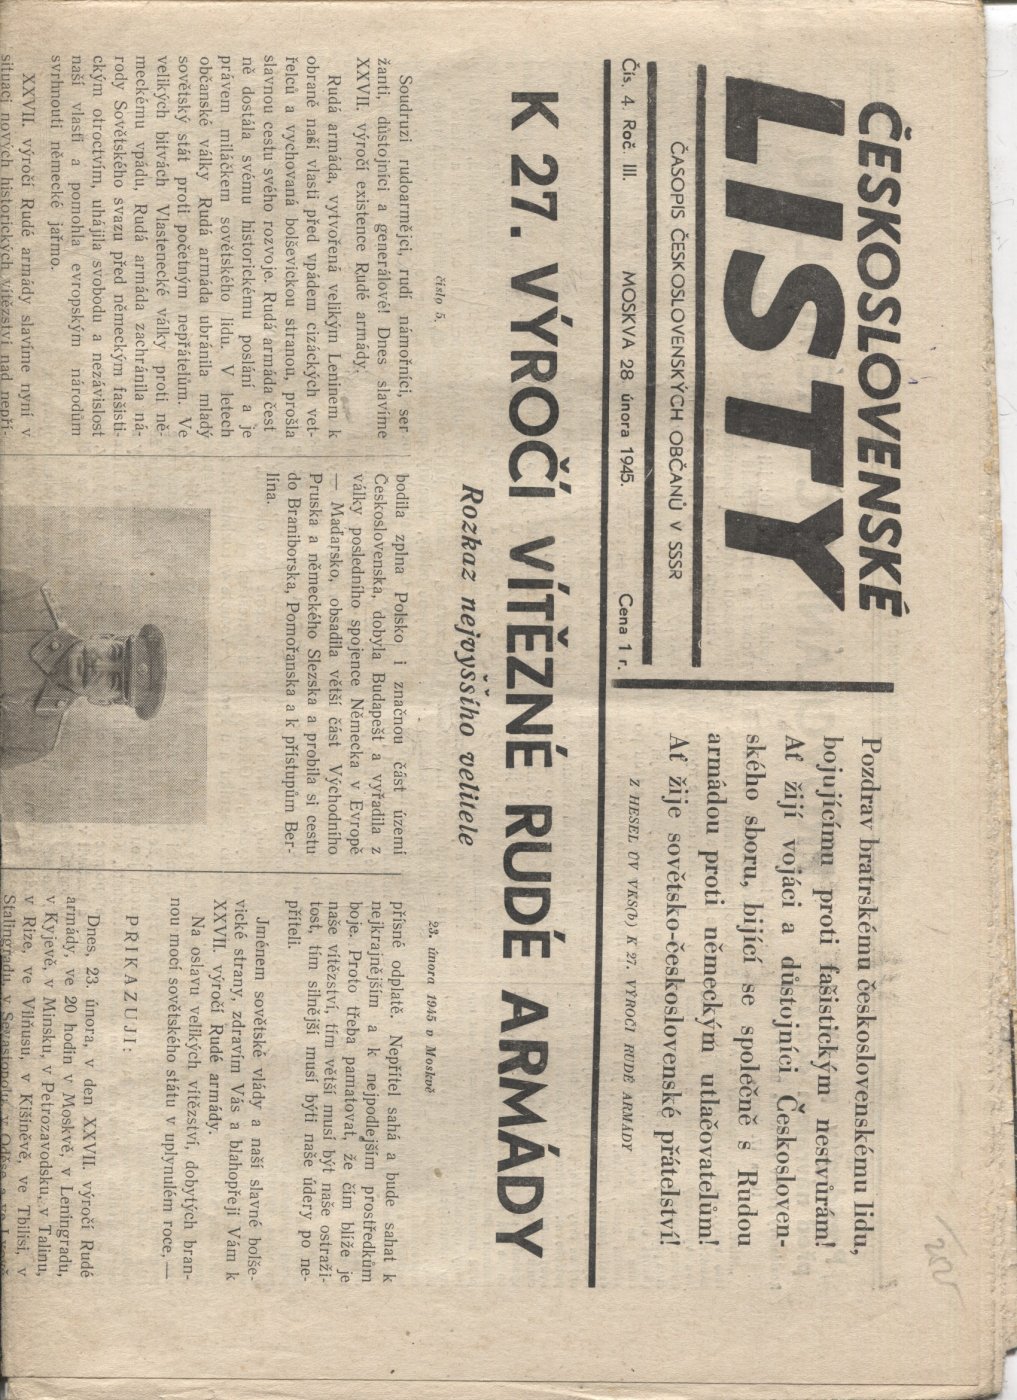 ČESKOSLOVENSKÉ
LISTY
ČASOPIS ČESKOSLOVENSKÝCH OBČANŮ V SSSR
Čís. 4. Roč. III. MOSKVA 28 února 1945. Cena 1 r.
Pozdrav bratrskému československému lidu,
bojujícímu proti fašistickým nestvůrám!
Ať žijí vojáci a důstojníci Českosloven-
ského sboru, bijící se společně s Rudou
armádou proti německým utlačovatelům!
Ať žije sovětsko-československé přátelství!
Z HESEL ÚV VKS(b) K 27. VÝROČÍ RUDÉ ARMÁDY
K 27. VÝROČÍ VÍTĚZNÉ RUDÉ ARMÁDY
Rozkaz nejvyššího velitele
číslo 5.
23. února 1945 v Moskvě
Soudruzi rudoarmějci, rudí námořníci, ser
žanti, důstojníci a generálové! Dnes slavíme
XXVII. výročí existence Rudé armády.
Rudá armáda, vytvořená velikým Leninem k
obraně naší vlasti před vpádem cizáckých vet-
řelců a vychovaná bolševickou stranou, prošla
slavnou cestu svého rozvoje. Rudá armáda čest
ně dostála svému historickému poslání a je
právem miláčkem sovětského lidu. V letech
občanské války Rudá armáda ubránila mladý
sovětský stát proti početným nepřátelům. Ve
velikých bitvách Vlastenecké války proti ně-
meckému vpádu, Rudá armáda zachránila ná-
rody Sovětského svazu před německým fašisti-
ckým otroctvím, uhájila svobodu a nezávislost
naší vlasti a pomohla evropským národům
svrhnouti německé jařmo.
XXVII. výročí Rudé armády slavíme nyní v
situaci nových historických vítězství nad nepří-
bodila zplna Polsko i značnou část území
Československa, dobyla Budapešť a vyřadila z
války posledního spojence Německa v Evropě
— Maďarsko, obsadila větší část Východního
Pruska a německého Slezska a probila si cestu
do Braniborska, Pomořanska a k přístupům Ber-
lína.
přísné odplatě. Nepřítel sahá a bude sahat k
nejkrajnějším a k nejpodlejším prostředkům
boje. Proto třeba pamatovat, že čím blíže je
naše vítězství, tím větší musí být naše ostraži-
tost, tím silnější musí býti naše údery po ne-
příteli.
Jménem sovětské vlády a naší slavné bolše-
vické strany, zdravím Vás a blahopřeji Vám k
XXVII. výročí Rudé armády.
Na oslavu velikých vítězství, dobytých bran-
nou mocí sovětského státu v uplynulém roce,—
PŘIKAZUJI:
Dnes, 23. února, v den XXVII. výročí Rudé
armády, ve 20 hodin v Moskvě, v Leningradu,
v Kyjevě, v Minsku, v Petrozavodsku, v Talinu,
v Rize, ve Vilňusu, v Kišiněvě, ve Tbilisi, v
Stalingradu, v Sevastopolu, v Oděse a ve Lvově